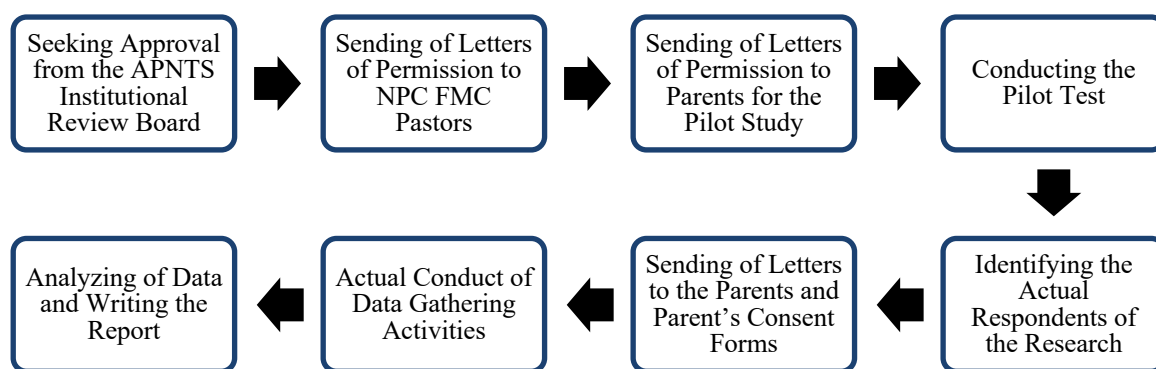 Seeking Approval
from the APNTS
Institutional
Review Board
Sending of Letters
of Permission to
NPC FMC
Pastors
Sending of Letters
of Permission to
Parents for the
Pilot Study
Conducting the
Pilot Test
Identifying the
Actual
Respondents of
the Research
Sending of Letters
to the Parents and
Parent’s Consent
Forms
Actual Conduct of
Data Gathering
Activities
Analyzing of Data
and Writing the
Report